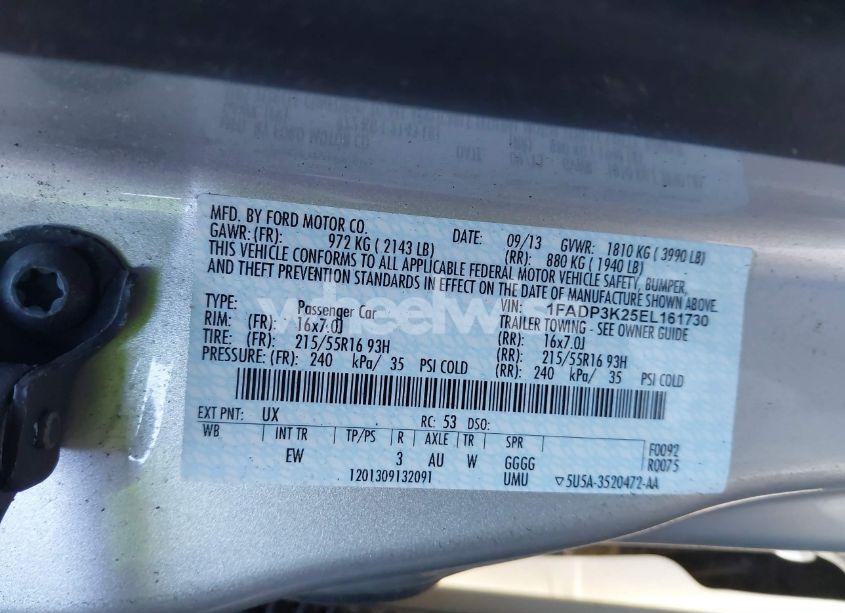 MFD. BY FORD MOTOR CO. DATE: 09/13 GVWR: 1810 KG ( 3990 LB)
GAWR: (FR) 972 KG ( 2143 LB) (RR) 880 KG ( 1940 LB)
THIS VEHICLE CONFORMS TO ALL APPLICABLE FEDERAL MOTOR VEHICLE SAFETY, BUMPER,
AND THEFT PREVENTION STANDARDS IN EFFECT ON THE DATE OF MANUFACTURE SHOWN ABOVE.
TYPE: Passenger Car VIN: 1FADP3K25EL161730
TRAILER TOWING - SEE OWNER GUIDE
RIM: (FR) 16x7.0J (RR) 16x7.0J
TIRE: (FR) 215/55R16 93H (RR) 215/55R16 93H
PRESSURE: (FR) 240 kPa/ 35 PSI COLD (RR) 240 kPa/ 35 PSI COLD
EXT PNT: UX RC: 53 DSO:
WB INT TR TP/PS R AXLE TR SPR F0092
EW 3 AU W GGGG R0075
1201309132091 UMU ▽5U5A-3520472-AA